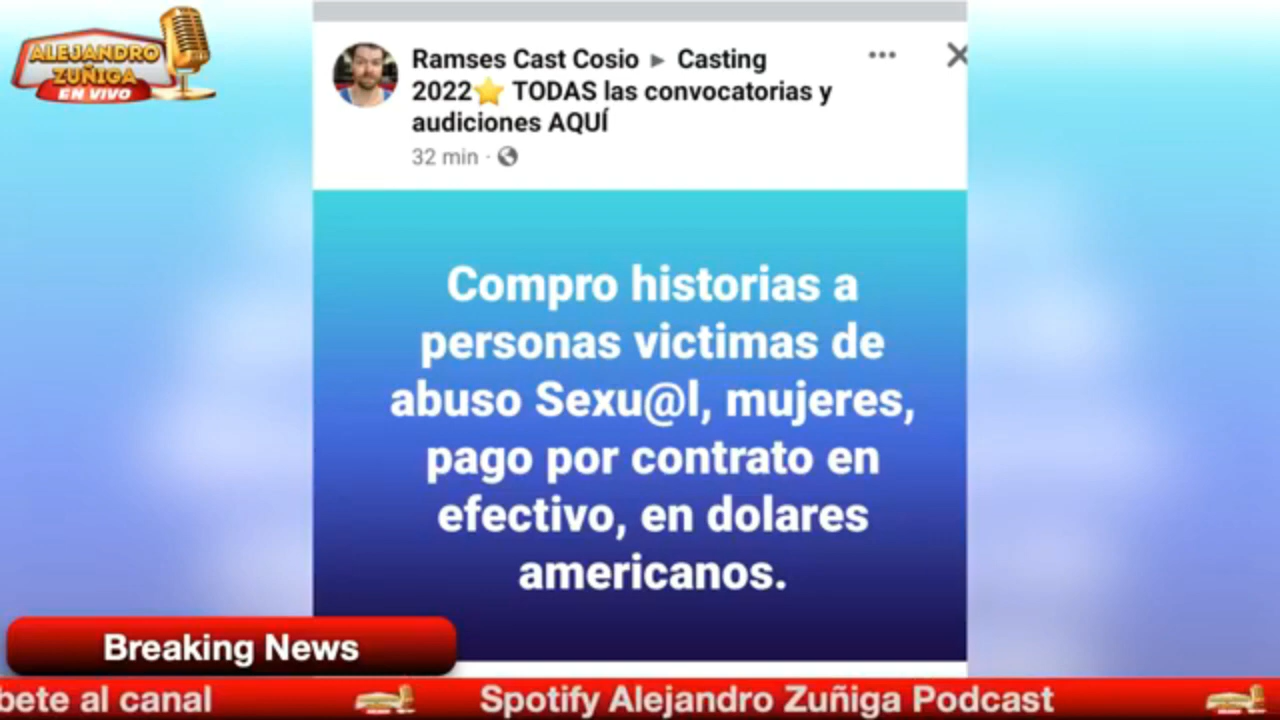 ALEJANDRO
ZUÑIGA
EN VIVO
Ramses Cast Cosio ▸ Casting
2022⭐ TODAS las convocatorias y
audiciones AQUÍ
32 min ·
Compro historias a
personas victimas de
abuso Sexu@l, mujeres,
pago por contrato en
efectivo, en dolares
americanos.
Breaking News
bete al canal
Spotify Alejandro Zuñiga Podcast